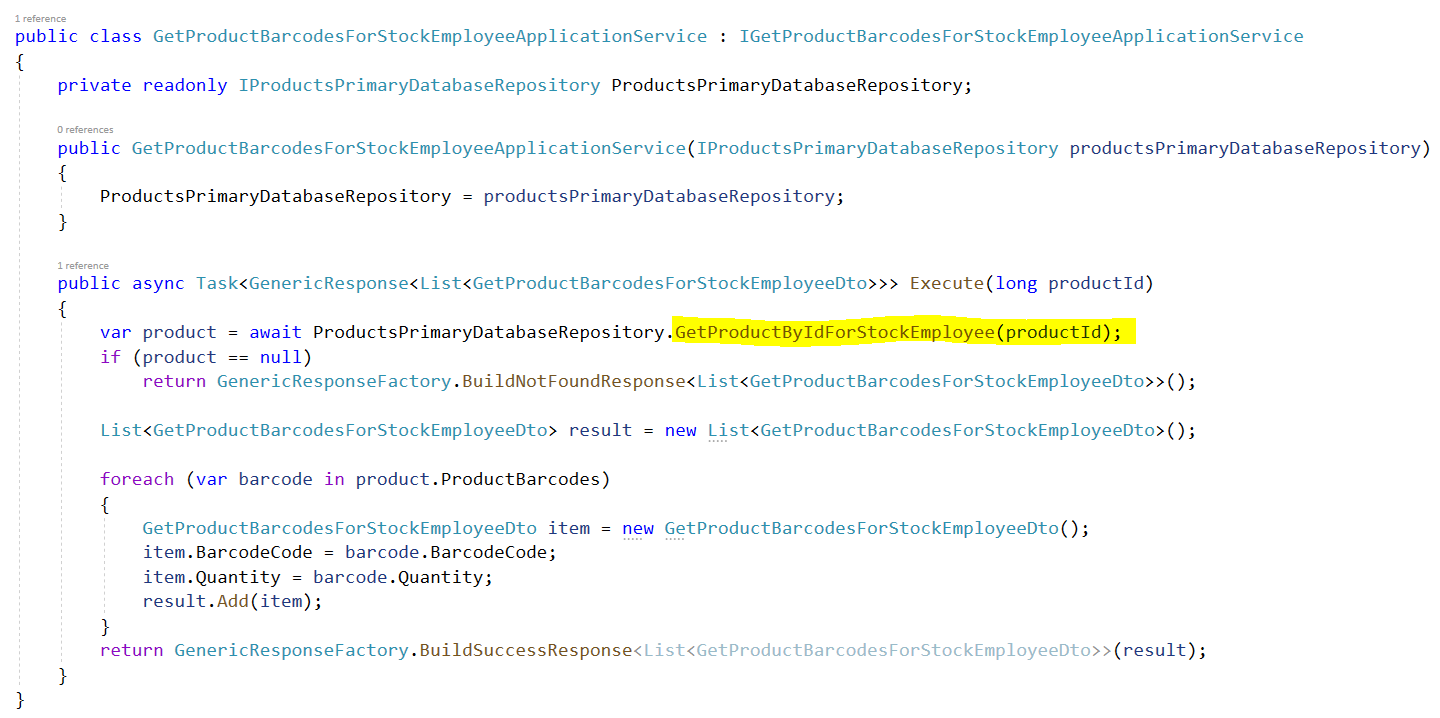 1 reference
public class GetProductBarcodesForStockEmployeeApplicationService : IGetProductBarcodesForStockEmployeeApplicationService
{
private readonly IProductsPrimaryDatabaseRepository ProductsPrimaryDatabaseRepository;
0 references
public GetProductBarcodesForStockEmployeeApplicationService(IProductsPrimaryDatabaseRepository productsPrimaryDatabaseRepository)
{
ProductsPrimaryDatabaseRepository = productsPrimaryDatabaseRepository;
}
1 reference
public async Task<GenericResponse<List<GetProductBarcodesForStockEmployeeDto>>> Execute(long productId)
{
var product = await ProductsPrimaryDatabaseRepository.GetProductByIdForStockEmployee(productId);
if (product == null)
return GenericResponseFactory.BuildNotFoundResponse<List<GetProductBarcodesForStockEmployeeDto>>();
List<GetProductBarcodesForStockEmployeeDto> result = new List<GetProductBarcodesForStockEmployeeDto>();
foreach (var barcode in product.ProductBarcodes)
{
GetProductBarcodesForStockEmployeeDto item = new GetProductBarcodesForStockEmployeeDto();
item.BarcodeCode = barcode.BarcodeCode;
item.Quantity = barcode.Quantity;
result.Add(item);
}
return GenericResponseFactory.BuildSuccessResponse<List<GetProductBarcodesForStockEmployeeDto>>(result);
}
}